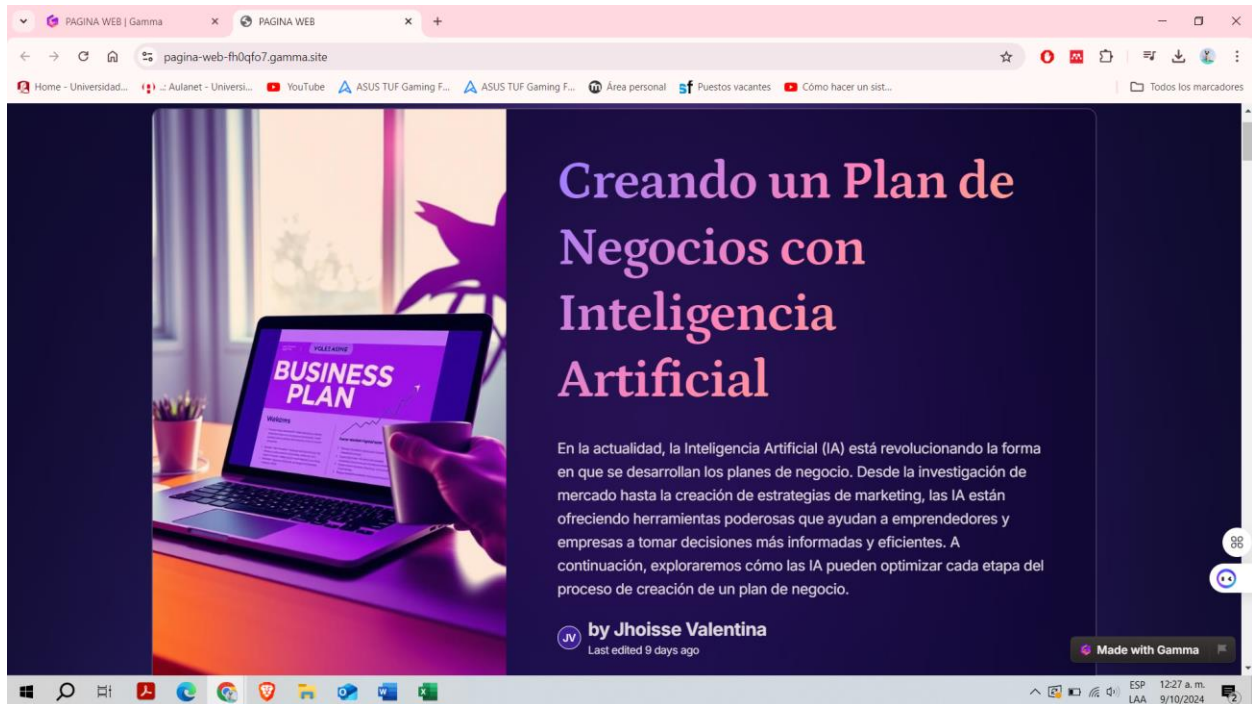 PAGINA WEB | Gamma
PAGINA WEB
pagina-web-fh0qfo7.gamma.site
Home - Universidad...
..: Aulanet - Universi...
YouTube
ASUS TUF Gaming F...
ASUS TUF Gaming F...
Área personal
Puestos vacantes
Cómo hacer un sist...
Todos los marcadores
BUSINESS
PLAN
Creando un Plan de
Negocios con
Inteligencia
Artificial
En la actualidad, la Inteligencia Artificial (IA) está revolucionando la forma
en que se desarrollan los planes de negocio. Desde la investigación de
mercado hasta la creación de estrategias de marketing, las IA están
ofreciendo herramientas poderosas que ayudan a emprendedores y
empresas a tomar decisiones más informadas y eficientes. A
continuación, exploraremos cómo las IA pueden optimizar cada etapa del
proceso de creación de un plan de negocio.
JV
by Jhoisse Valentina
Last edited 9 days ago
Made with Gamma
ESP
LAA
12:27 a. m.
9/10/2024
2